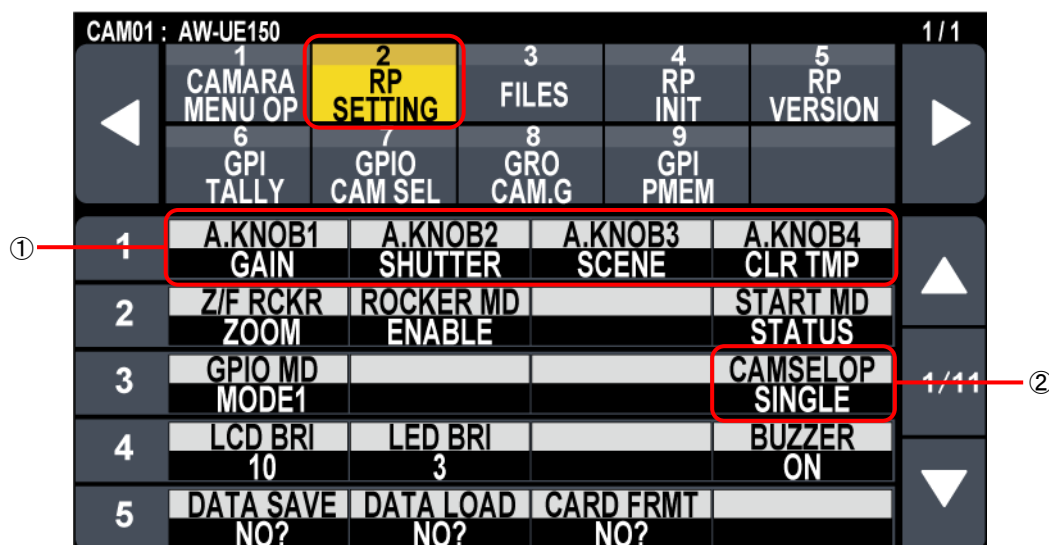 CAM01 : AW-UE150 1/1
1 2 3 4 5
CAMARA RP FILES RP RP
MENU OP SETTING INIT VERSION
6 7 8 9
GPI GPIO GRO GPI
TALLY CAM SEL CAM.G PMEM
① 1 A.KNOB1 A.KNOB2 A.KNOB3 A.KNOB4
GAIN SHUTTER SCENE CLR TMP
2 Z/F RCKR ROCKER MD START MD
ZOOM ENABLE STATUS
3 GPIO MD CAMSELOP 1/11 ②
MODE1 SINGLE
4 LCD BRI LED BRI BUZZER
10 3 ON
5 DATA SAVE DATA LOAD CARD FRMT
NO? NO? NO?